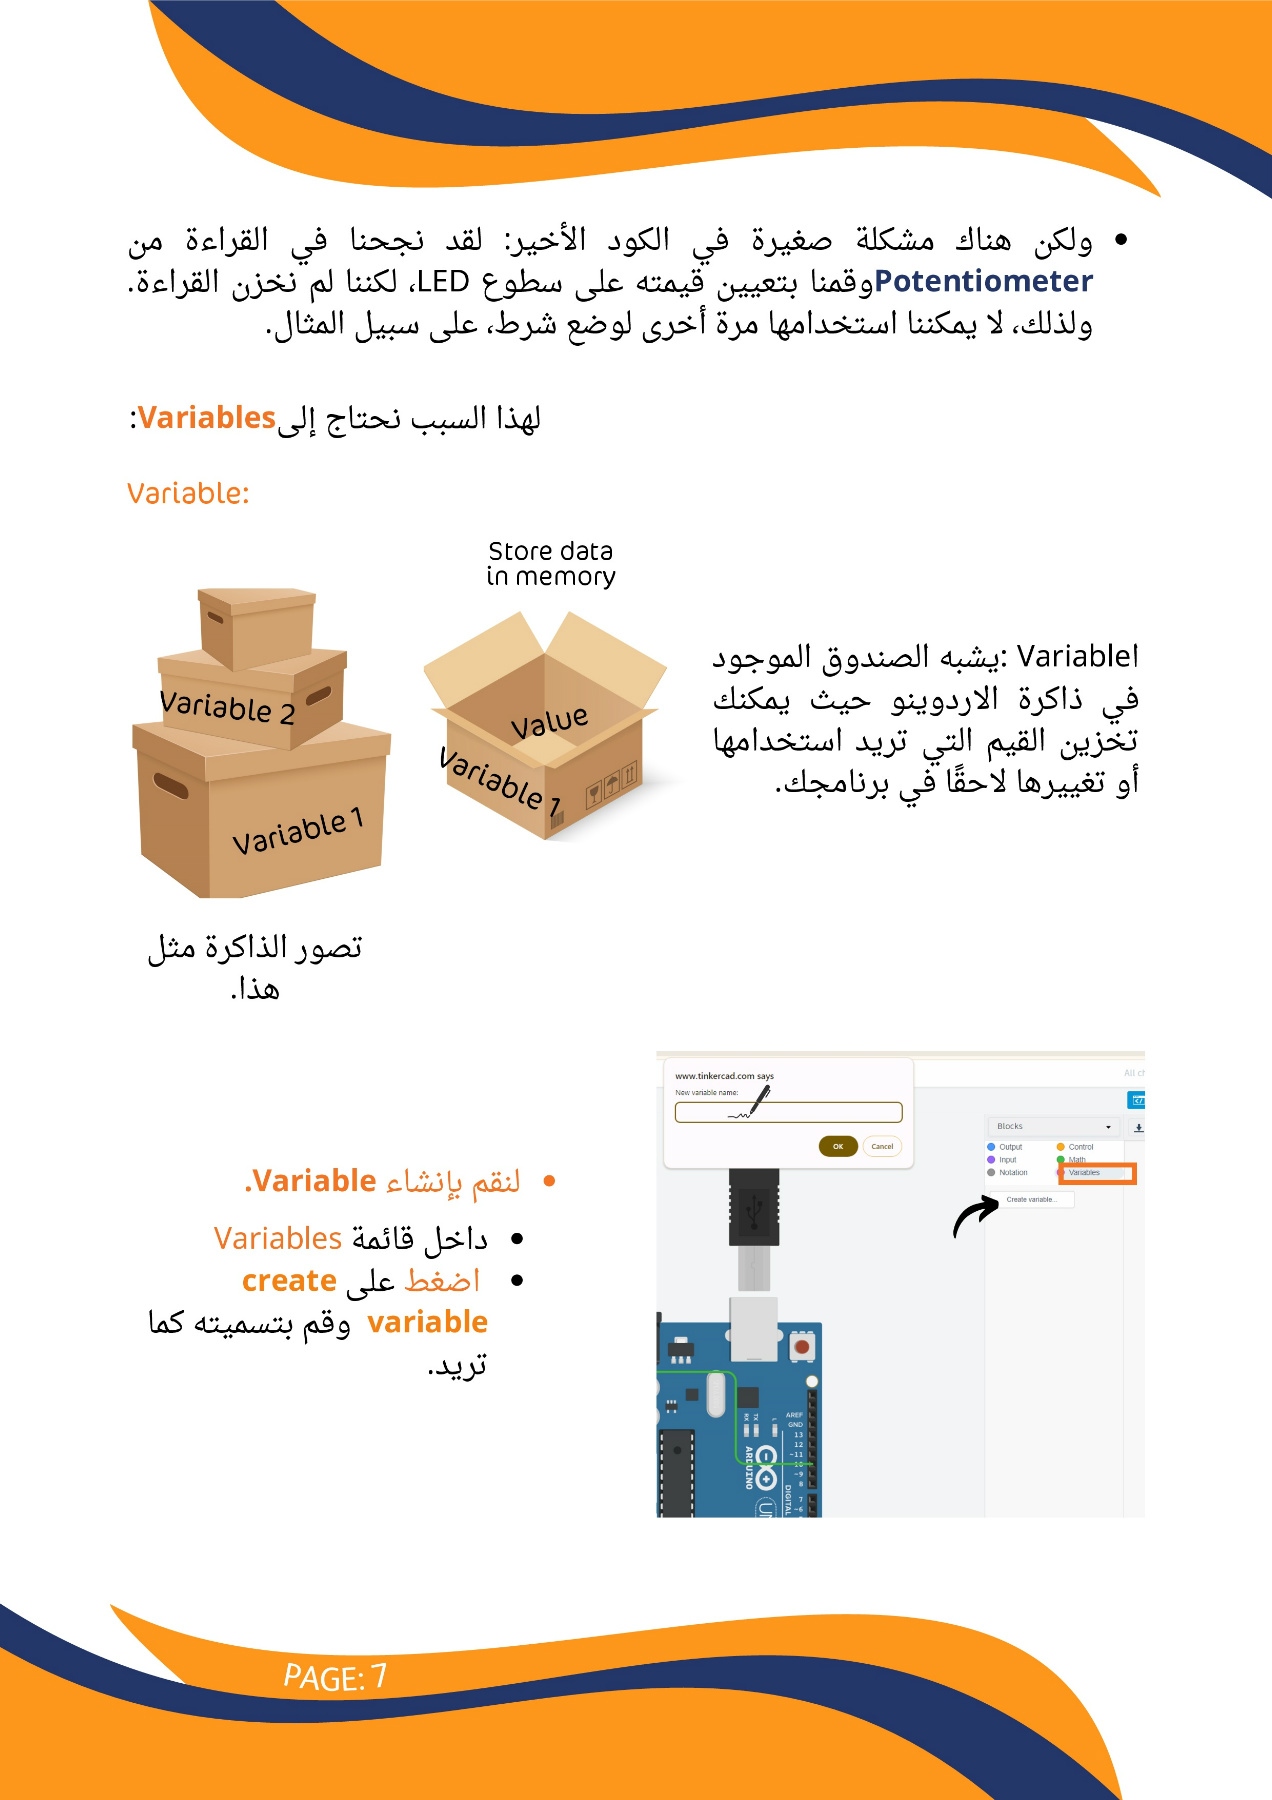 ولكن هناك مشكلة صغيرة في الكود الأخير: لقد نجحنا في القراءة من
Potentiometerوقمنا بتعيين قيمته على سطوع LED، لكننا لم نخزن القراءة.
ولذلك، لا يمكننا استخدامها مرة أخرى لوضع شرط، على سبيل المثال.
لهذا السبب نحتاج إلىVariables:
Variable:
Store data
in memory
Variable 2
Variable 1
Value
Variable 1
Variableا :يشبه الصندوق الموجود
في ذاكرة الاردوينو حيث يمكنك
تخزين القيم التي تريد استخدامها
أو تغييرها لاحقًا في برنامجك.
تصور الذاكرة مثل
هذا.
لنقم بإنشاء Variable.
داخل قائمة Variables
اضغط على create
variable وقم بتسميته كما
تريد.
www.tinkercad.com says
New variable name:
OK
Cancel
All ch
Blocks
Output
Control
Input
Math
Notation
Variables
Create variable...
AREF
GND
13
12
~11
10
~9
8
7
~6
L
TX
RX
ARDUINO
DIGITAL
UN
PAGE: 7